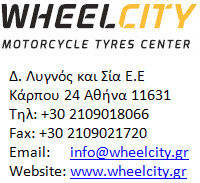 WHEELCITY
MOTORCYCLE TYRES CENTER
Δ. Λυγνός και Σία Ε.Ε
Κάρπου 24 Αθήνα 11631
Τηλ: +30 2109018066
Fax: +30 2109021720
Email: info@wheelcity.gr
Website: www.wheelcity.gr